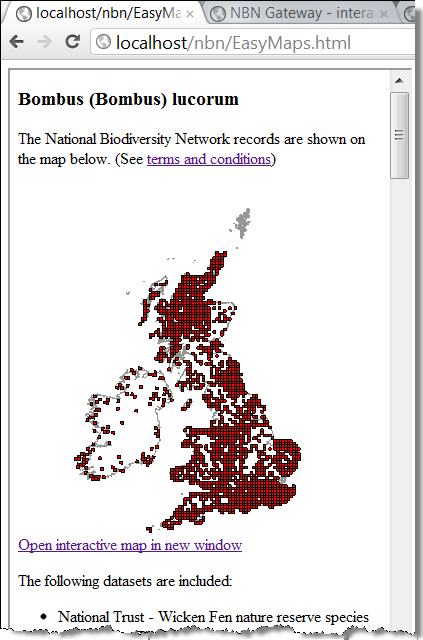 localhost/nbn/EasyMa
NBN Gateway - intera
localhost/nbn/EasyMaps.html
Bombus (Bombus) lucorum
The National Biodiversity Network records are shown on
the map below. (See terms and conditions)
Open interactive map in new window
The following datasets are included:
• National Trust - Wicken Fen nature reserve species